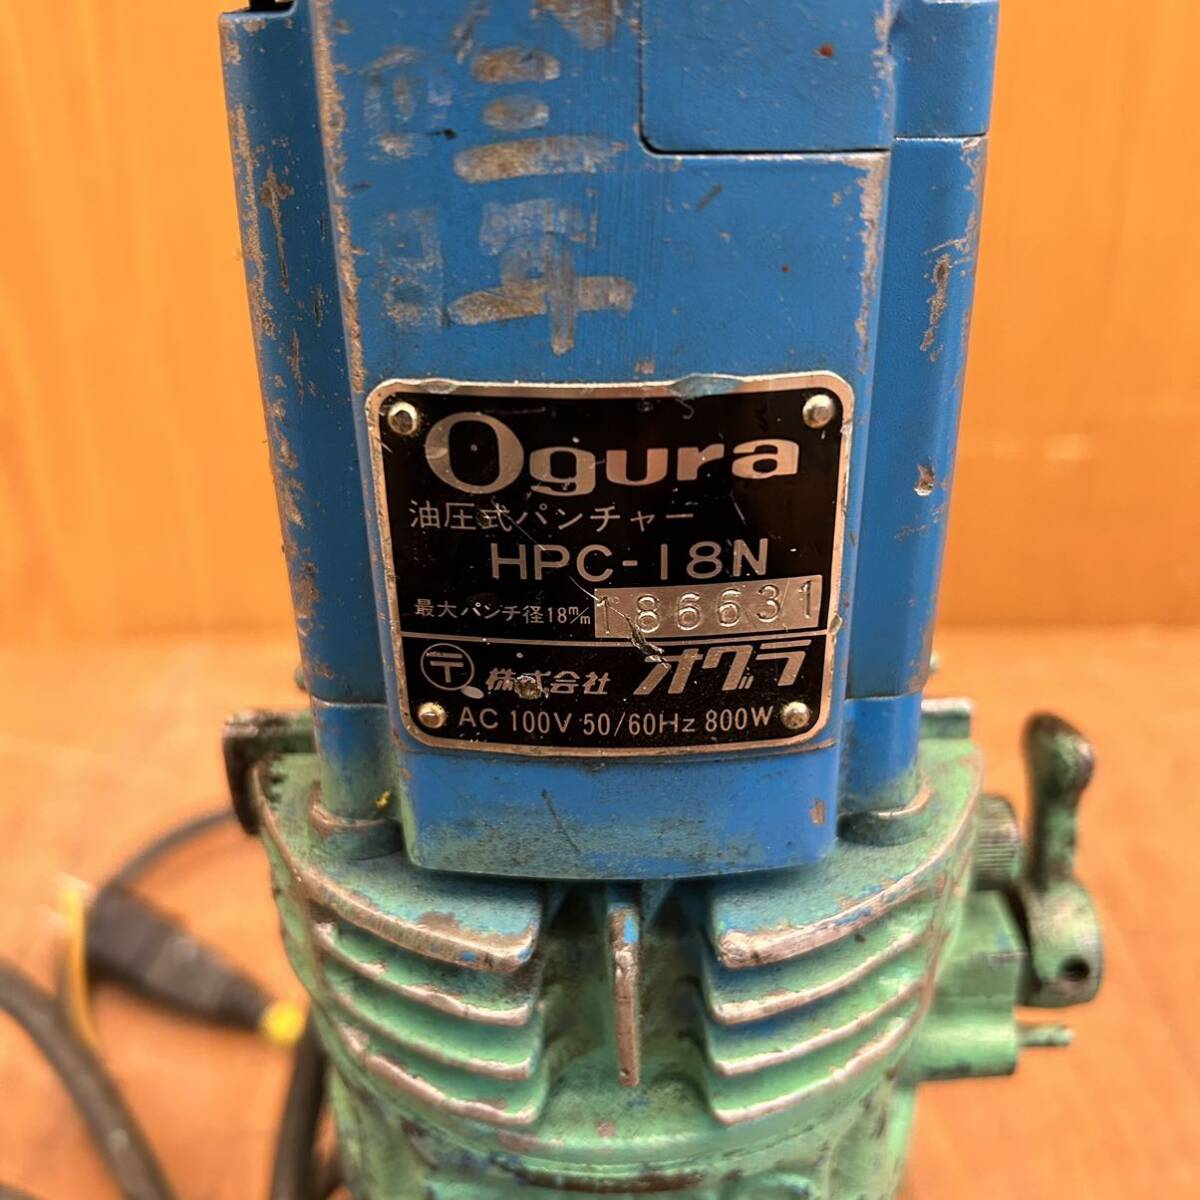 Ogura
油圧式パンチャー
HPC-18N
最大パンチ径18m/m 186631
〒 株式会社 オグラ
AC 100V 50/60Hz 800W